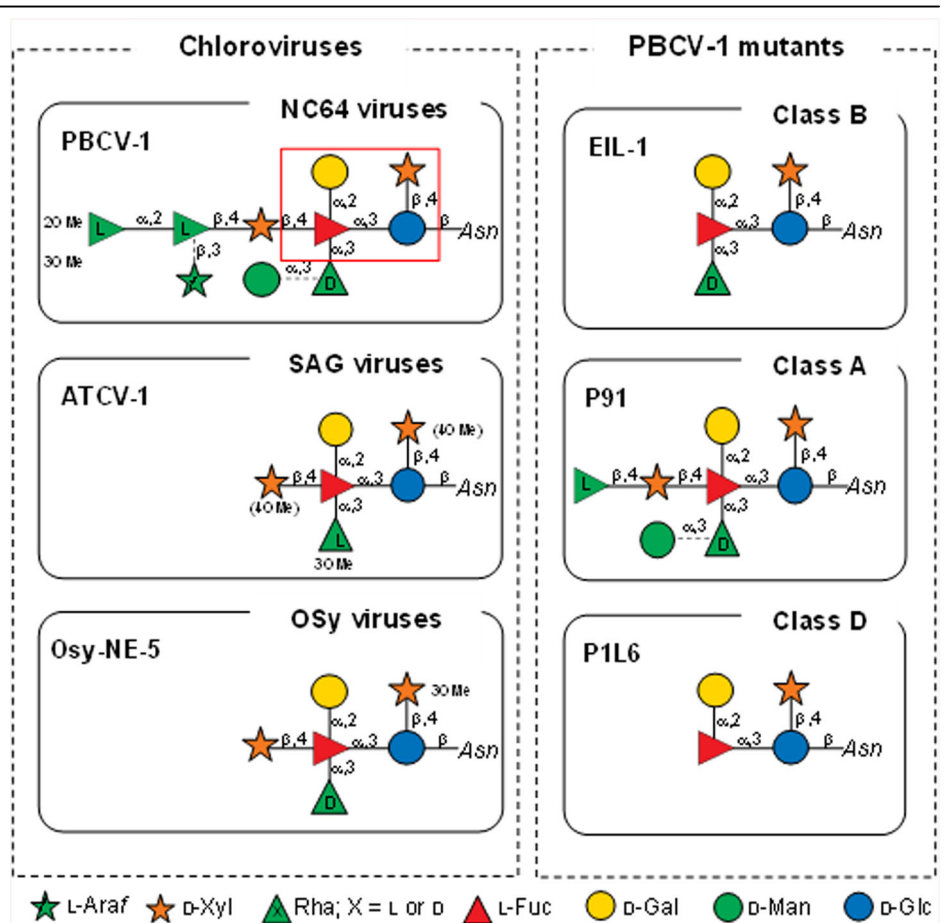 Chloroviruses
NC64 viruses
PBCV-1
α,2
β,4
2O Me α,2 β,4 β,4 α,3 β Asn
L L
3O Me β,3 α,3 α,3
D
SAG viruses
ATCV-1
(4O Me)
α,2 β,4
β,4 α,3 β Asn
(4O Me) α,3
L
3O Me
OSy viruses
Osy-NE-5
3O Me
α,2 β,4
β,4 α,3 β Asn
α,3
D
PBCV-1 mutants
Class B
EIL-1
α,2 β,4
α,3 β Asn
α,3
D
Class A
P91
α,2 β,4
L β,4 β,4 α,3 β Asn
α,3 α,3
D
Class D
P1L6
α,2 β,4
α,3 β Asn
L-Araf D-Xyl X Rha; X = L or D L-Fuc D-Gal D-Man D-Glc